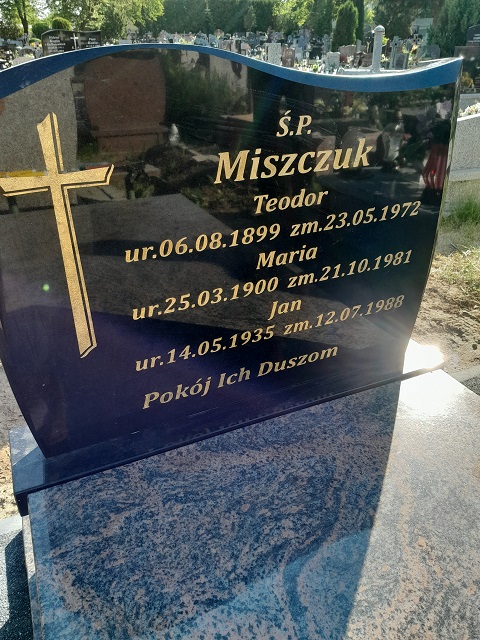 Ś.P.
Miszczuk
Teodor
ur.06.08.1899 zm.23.05.1972
Maria
ur.25.03.1900 zm.21.10.1981
Jan
ur.14.05.1935 zm.12.07.1988
Pokój Ich Duszom